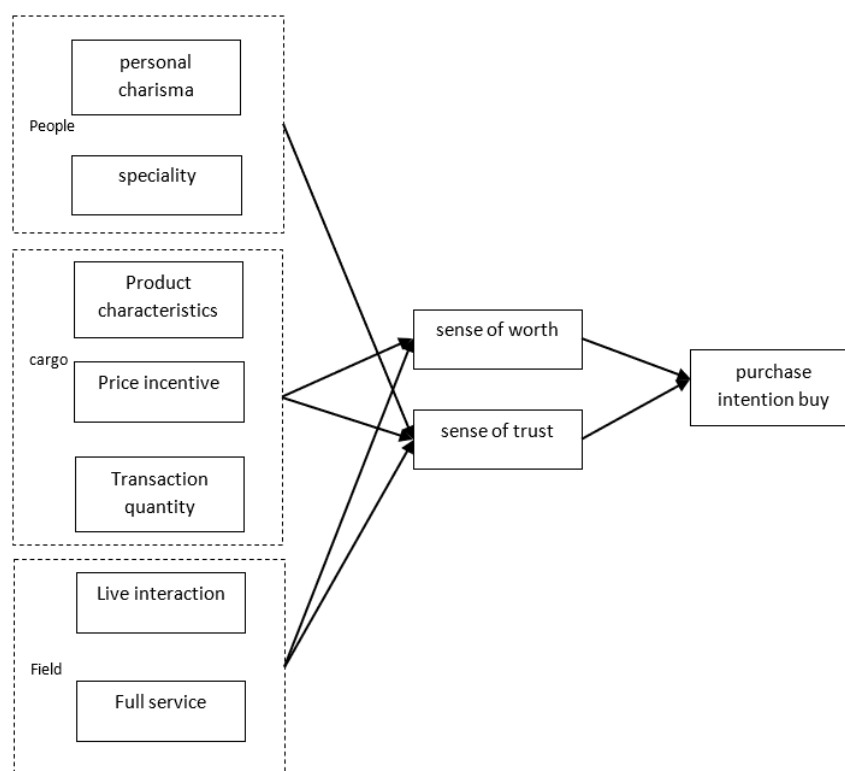 personal
charisma
People
speciality
Product
characteristics
cargo
Price incentive
Transaction
quantity
Live interaction
Field
Full service
sense of worth
sense of trust
purchase
intention buy